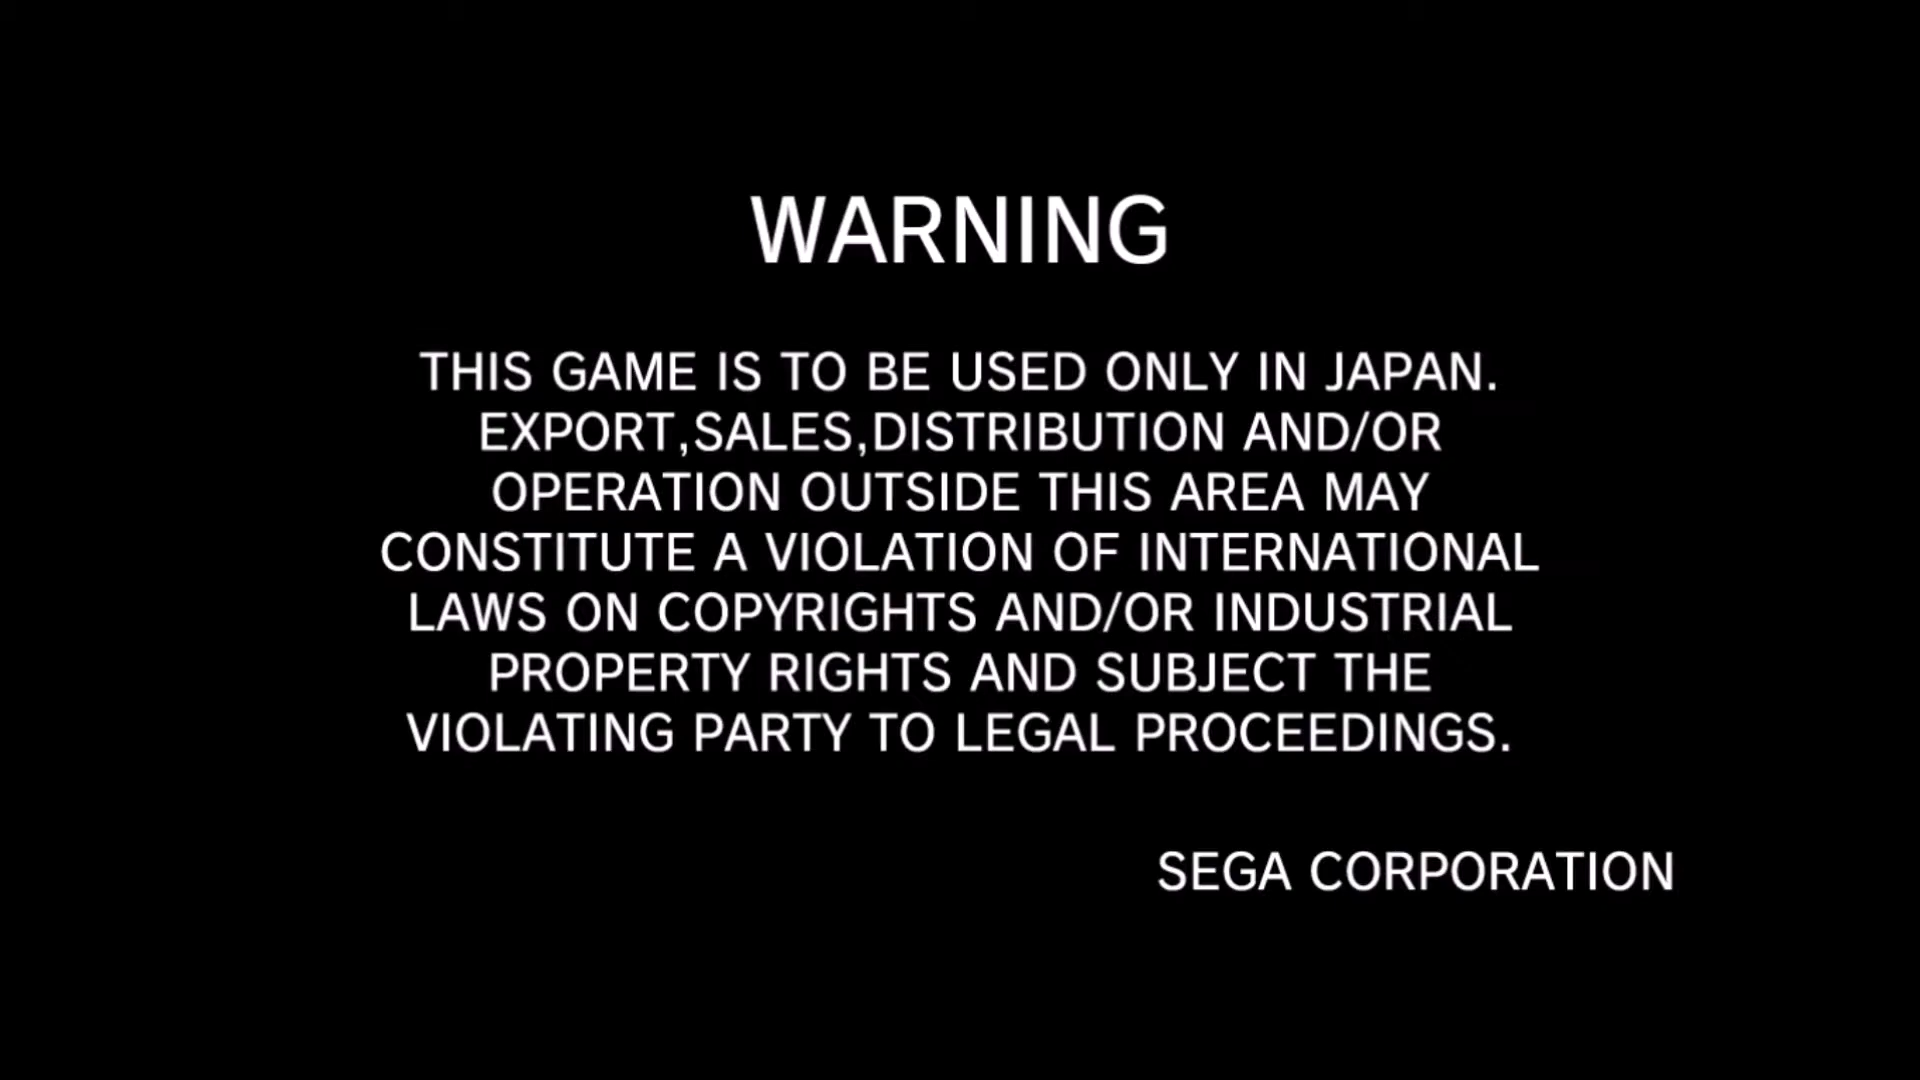 WARNING
THIS GAME IS TO BE USED ONLY IN JAPAN.
EXPORT,SALES,DISTRIBUTION AND/OR
OPERATION OUTSIDE THIS AREA MAY
CONSTITUTE A VIOLATION OF INTERNATIONAL
LAWS ON COPYRIGHTS AND/OR INDUSTRIAL
PROPERTY RIGHTS AND SUBJECT THE
VIOLATING PARTY TO LEGAL PROCEEDINGS.
SEGA CORPORATION